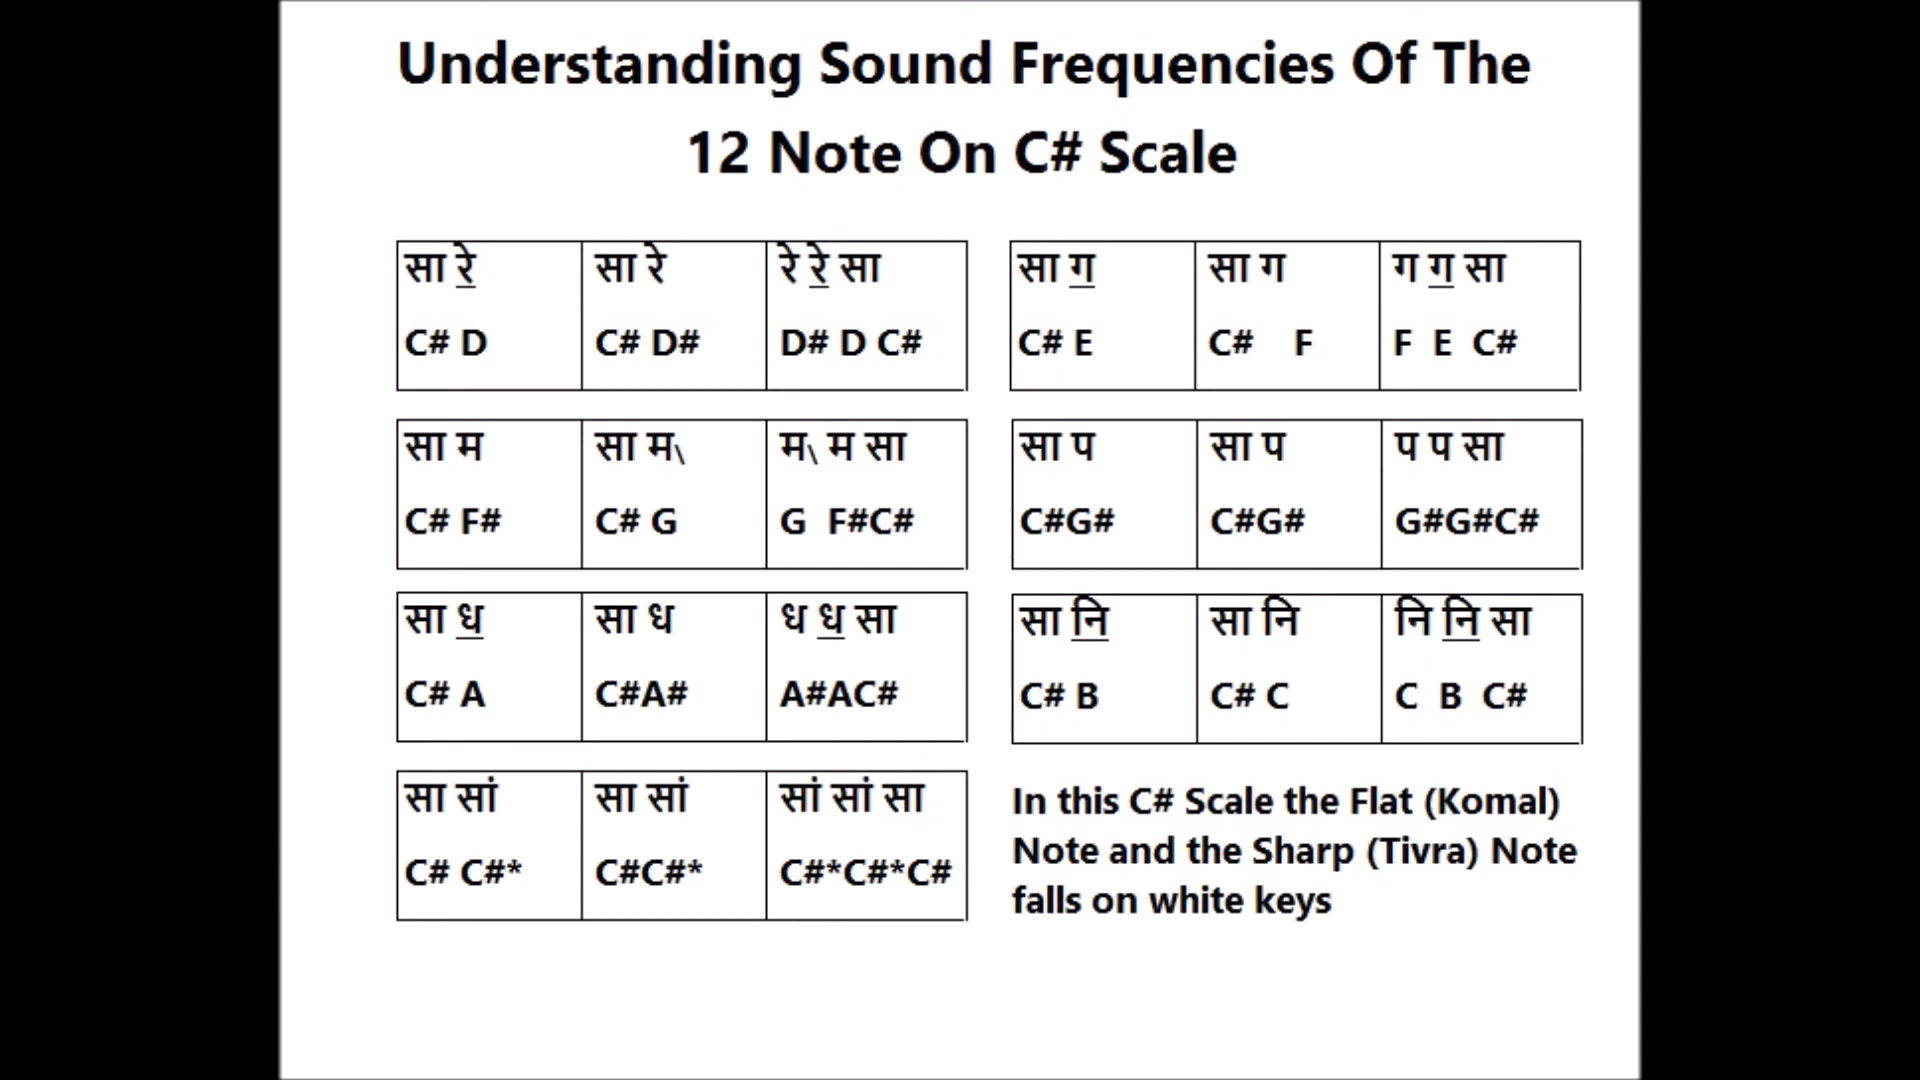 Understanding Sound Frequencies Of The
12 Note On C# Scale
सा रे॒ सा रे रे रे॒ सा
C# D C# D# D# D C#
सा ग॒ सा ग ग ग॒ सा
C# E C# F F E C#
सा म सा म\ म\ म सा
C# F# C# G G F#C#
सा प सा प प प सा
C#G# C#G# G#G#C#
सा ध॒ सा ध ध ध॒ सा
C# A C#A# A#AC#
सा नि॒ सा नि नि नि॒ सा
C# B C# C C B C#
सा सां सा सां सां सां सा
C# C#* C#C#* C#*C#*C#
In this C# Scale the Flat (Komal)
Note and the Sharp (Tivra) Note
falls on white keys